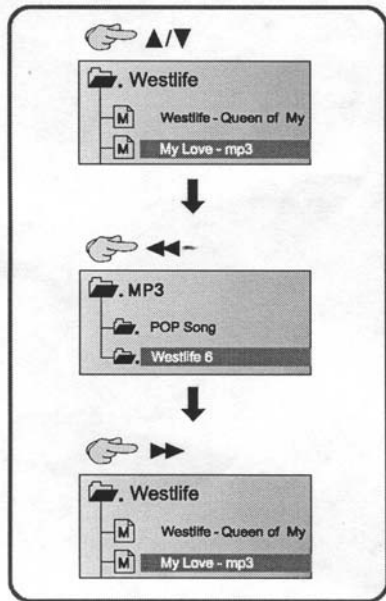 ▲/▼
. Westlife
M Westlife - Queen of My
M My Love - mp3
◀◀
. MP3
. POP Song
. Westlife 6
▶▶
. Westlife
M Westlife - Queen of My
M My Love - mp3